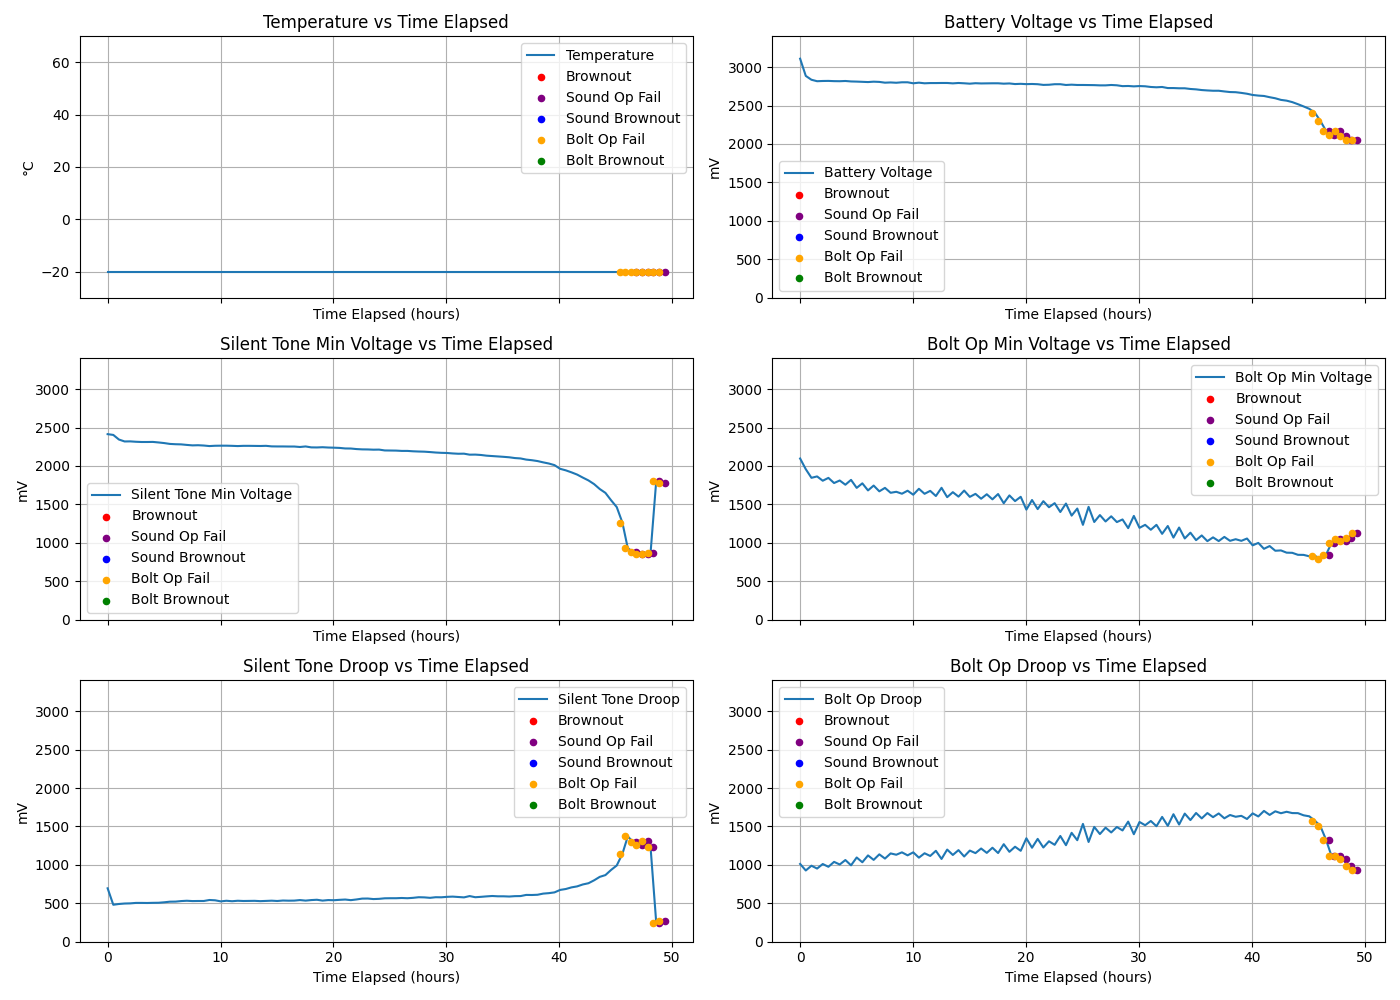 Temperature vs Time Elapsed
60
40
20
0
−20
°C
Temperature
Brownout
Sound Op Fail
Sound Brownout
Bolt Op Fail
Bolt Brownout
Time Elapsed (hours)
Battery Voltage vs Time Elapsed
3000
2500
2000
1500
1000
500
0
mV
Battery Voltage
Brownout
Sound Op Fail
Sound Brownout
Bolt Op Fail
Bolt Brownout
Time Elapsed (hours)
Silent Tone Min Voltage vs Time Elapsed
3000
2500
2000
1500
1000
500
0
mV
Silent Tone Min Voltage
Brownout
Sound Op Fail
Sound Brownout
Bolt Op Fail
Bolt Brownout
Time Elapsed (hours)
Bolt Op Min Voltage vs Time Elapsed
3000
2500
2000
1500
1000
500
0
mV
Bolt Op Min Voltage
Brownout
Sound Op Fail
Sound Brownout
Bolt Op Fail
Bolt Brownout
Time Elapsed (hours)
Silent Tone Droop vs Time Elapsed
3000
2500
2000
1500
1000
500
0
mV
Silent Tone Droop
Brownout
Sound Op Fail
Sound Brownout
Bolt Op Fail
Bolt Brownout
0 10 20 30 40 50
Time Elapsed (hours)
Bolt Op Droop vs Time Elapsed
3000
2500
2000
1500
1000
500
0
mV
Bolt Op Droop
Brownout
Sound Op Fail
Sound Brownout
Bolt Op Fail
Bolt Brownout
0 10 20 30 40 50
Time Elapsed (hours)